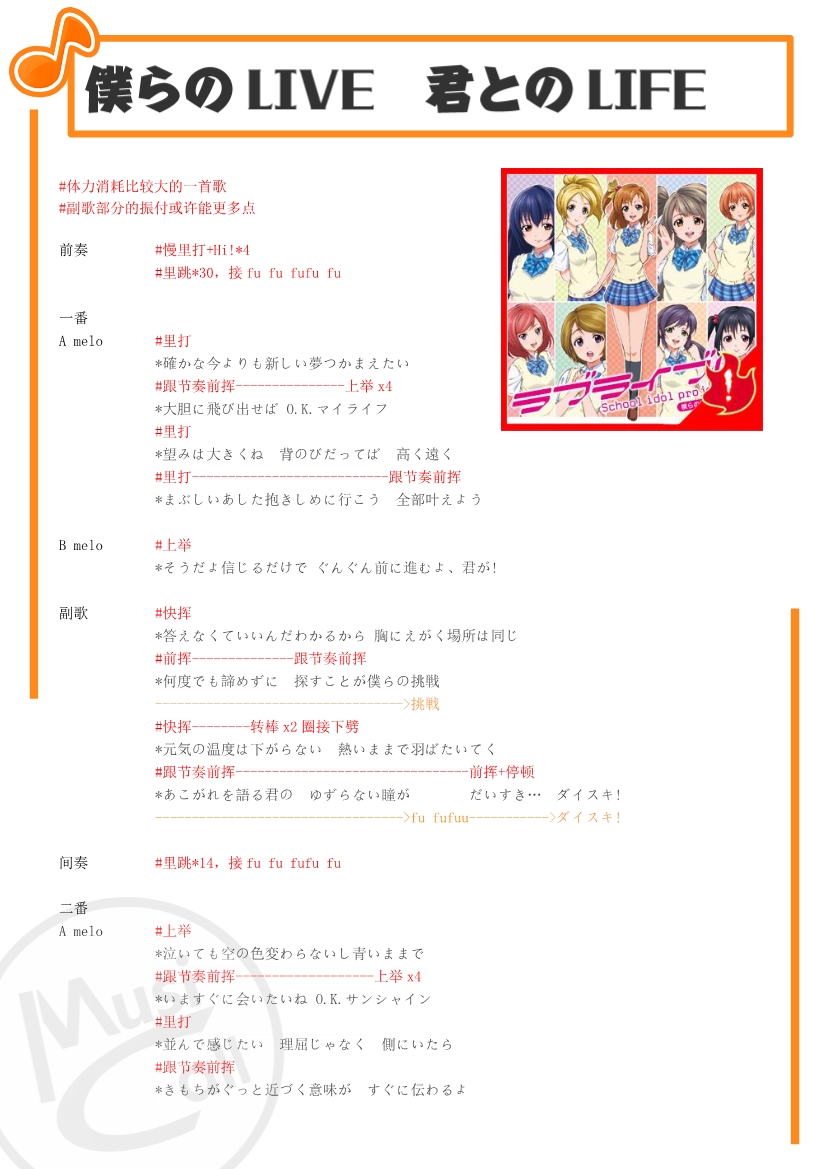 僕らのLIVE 君とのLIFE
#体力消耗比较大的一首歌
#副歌部分的振付或许能更多点
前奏 #慢里打+Hi!*4
#里跳*30，接 fu fu fufu fu
一番
A melo #里打
*確かな今よりも新しい夢つかまえたい
#跟节奏前挥---------------上举 x4
*大胆に飛び出せば O.K.マイライフ
#里打
*望みは大きくね 背のびだってば 高く遠く
#里打---------------------------跟节奏前挥
*まぶしいあした抱きしめに行こう 全部叶えよう
B melo #上举
*そうだよ信じるだけで ぐんぐん前に進むよ、君が!
副歌 #快挥
*答えなくていいんだわかるから 胸にえがく場所は同じ
#前挥--------------跟节奏前挥
*何度でも諦めずに 探すことが僕らの挑戦
---------------------------------->挑戦
#快挥--------转棒 x2 圈接下劈
*元気の温度は下がらない 熱いままで羽ばたいてく
#跟节奏前挥--------------------------------前挥+停顿
*あこがれを語る君の ゆずらない瞳が だいすき… ダイスキ!
---------------------------------->fu fufuu----------->ダイスキ!
间奏 #里跳*14，接 fu fu fufu fu
二番
A melo #上举
*泣いても空の色変わらないし青いままで
#跟节奏前挥-------------------上举 x4
*いますぐに会いたいね O.K.サンシャイン
#里打
*並んで感じたい 理屈じゃなく 側にいたら
#跟节奏前挥
*きもちがぐっと近づく意味が すぐに伝わるよ
ラブライブ!
School idol project
僕らの
Musi Call